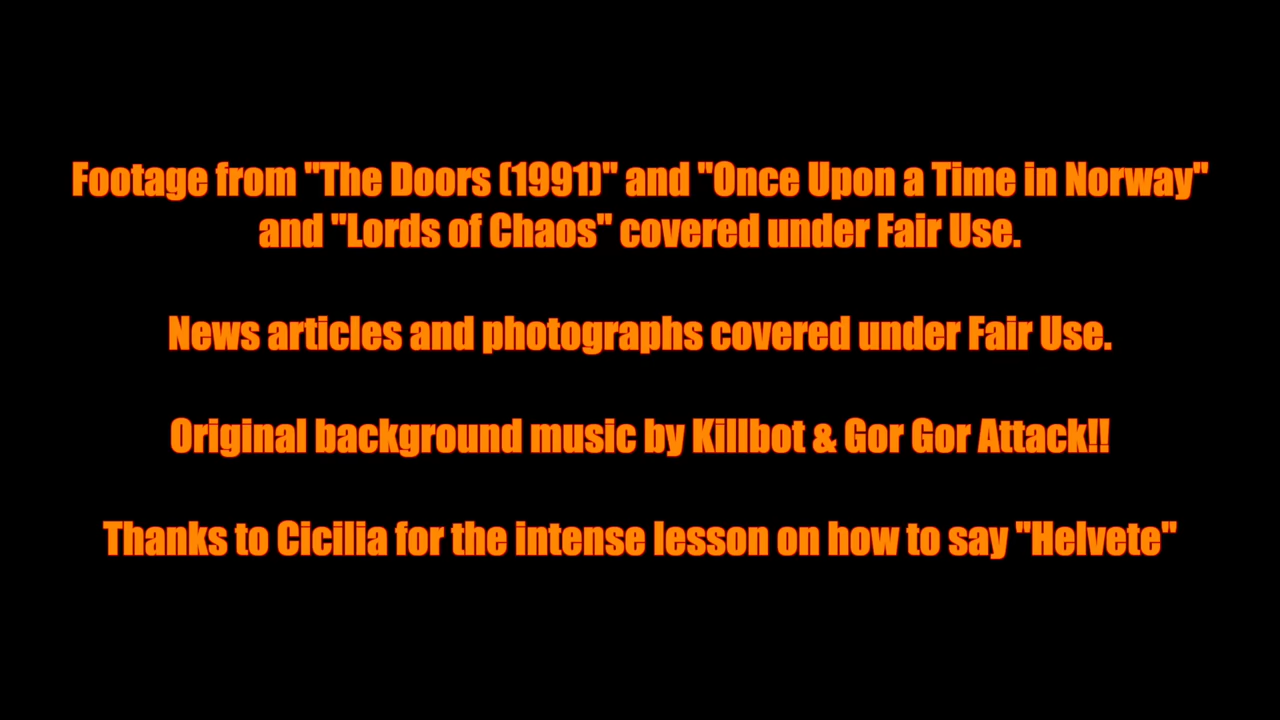 Footage from "The Doors (1991)" and "Once Upon a Time in Norway"
and "Lords of Chaos" covered under Fair Use.
News articles and photographs covered under Fair Use.
Original background music by Killbot & Gor Gor Attack!!
Thanks to Cicilia for the intense lesson on how to say "Helvete"